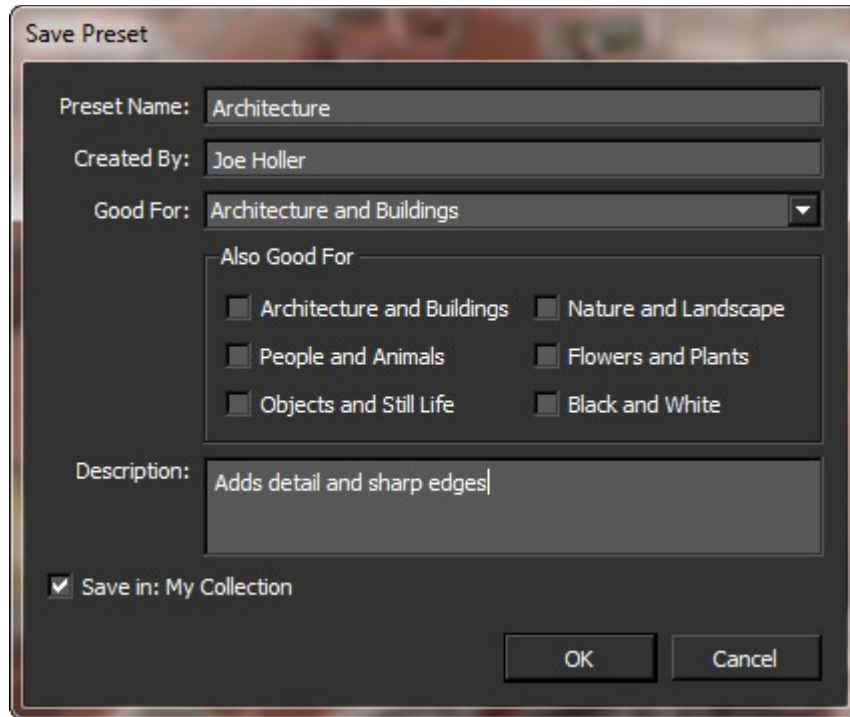 Save Preset
Preset Name: Architecture
Created By: Joe Holler
Good For: Architecture and Buildings
Also Good For
Architecture and Buildings Nature and Landscape
People and Animals Flowers and Plants
Objects and Still Life Black and White
Description: Adds detail and sharp edges
Save in: My Collection
OK Cancel